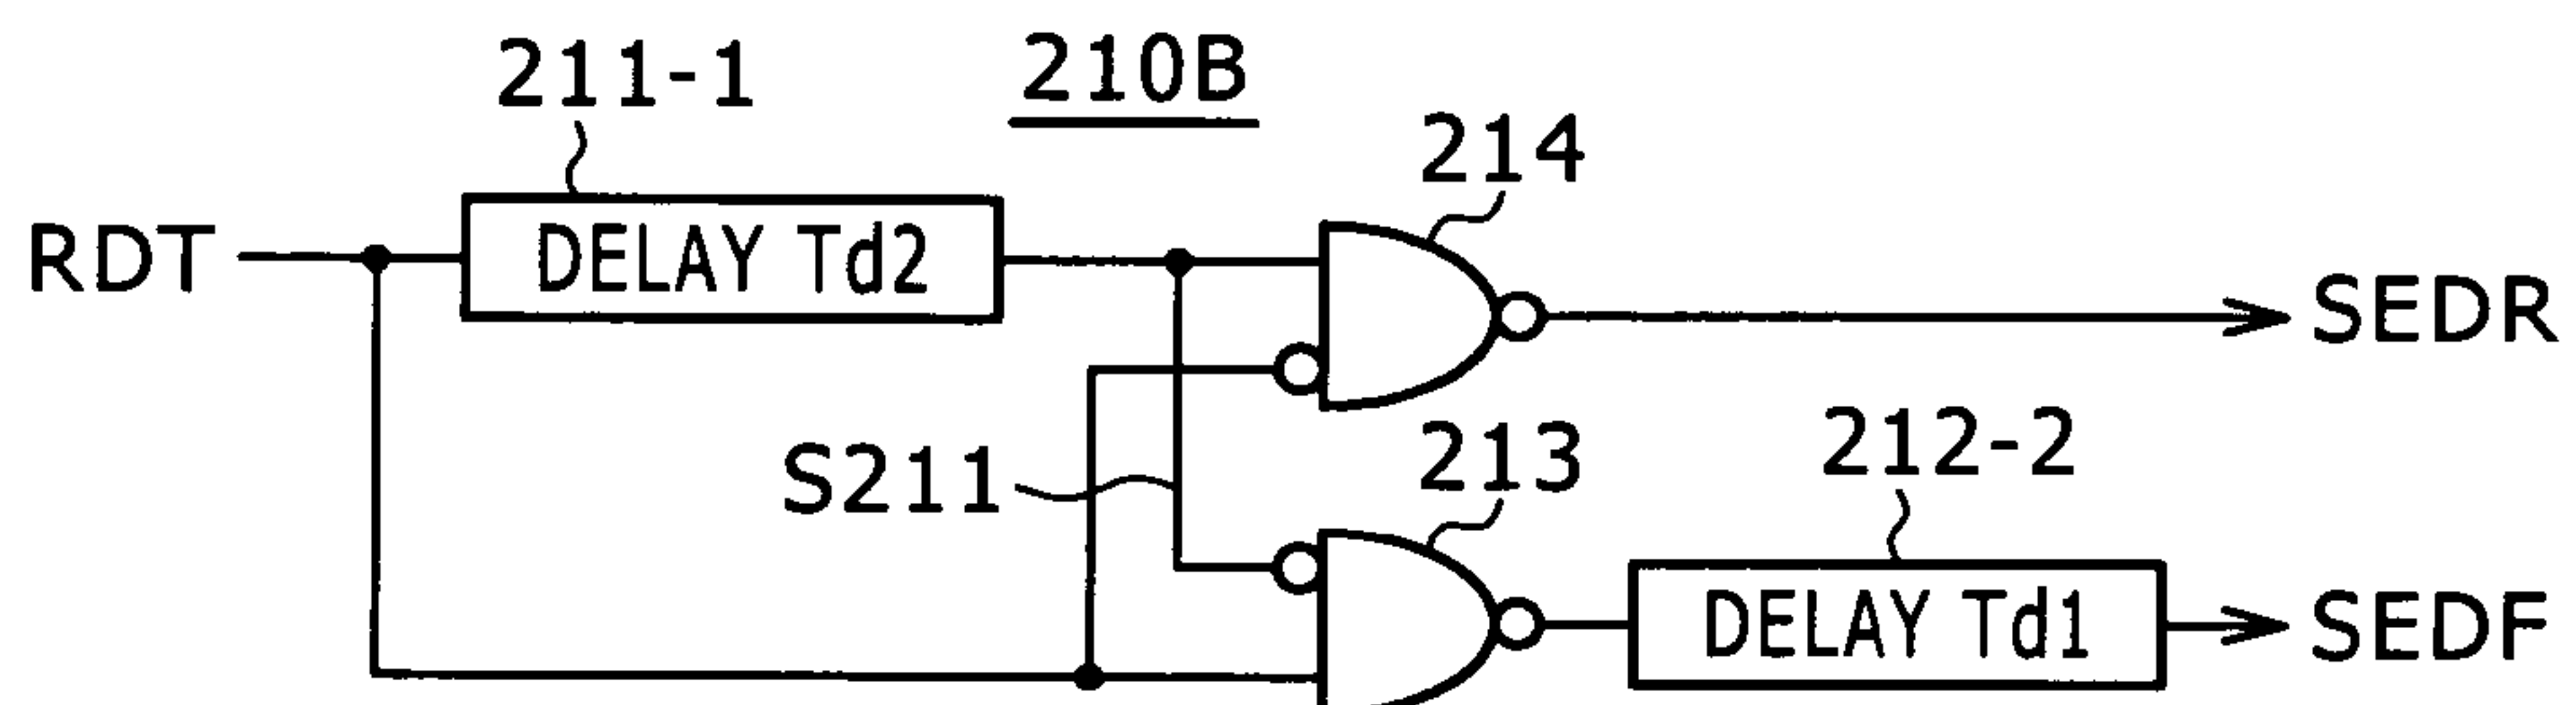 211-1
210B
214
RDT
DELAY Td2
SEDR
S211
213
212-2
DELAY Td1
SEDF